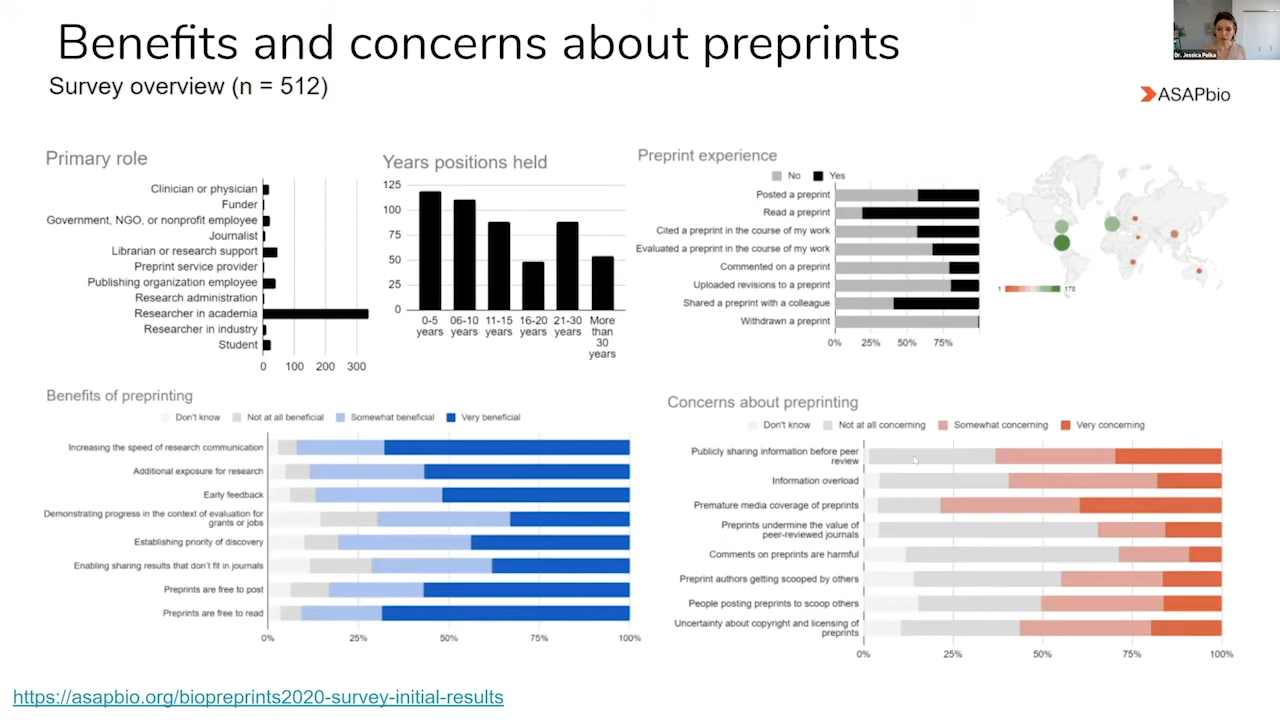 Benefits and concerns about preprints
Survey overview (n = 512)
Dr. Jessica Polka
ASAPbio
Primary role
Clinician or physician
Funder
Government, NGO, or nonprofit employee
Journalist
Librarian or research support
Preprint service provider
Publishing organization employee
Research administration
Researcher in academia
Researcher in industry
Student
0 100 200 300
Years positions held
125
100
75
50
25
0
0-5 years
06-10 years
11-15 years
16-20 years
21-30 years
More than 30 years
Preprint experience
No Yes
Posted a preprint
Read a preprint
Cited a preprint in the course of my work
Evaluated a preprint in the course of my work
Commented on a preprint
Uploaded revisions to a preprint
Shared a preprint with a colleague
Withdrawn a preprint
0% 25% 50% 75%
1 178
Benefits of preprinting
Don't know Not at all beneficial Somewhat beneficial Very beneficial
Increasing the speed of research communication
Additional exposure for research
Early feedback
Demonstrating progress in the context of evaluation for
grants or jobs
Establishing priority of discovery
Enabling sharing results that don't fit in journals
Preprints are free to post
Preprints are free to read
0% 25% 50% 75% 100%
Concerns about preprinting
Don't know Not at all concerning Somewhat concerning Very concerning
Publicly sharing information before peer
review
Information overload
Premature media coverage of preprints
Preprints undermine the value of
peer-reviewed journals
Comments on preprints are harmful
Preprint authors getting scooped by others
People posting preprints to scoop others
Uncertainty about copyright and licensing of
preprints
0% 25% 50% 75% 100%
https://asapbio.org/biopreprints2020-survey-initial-results